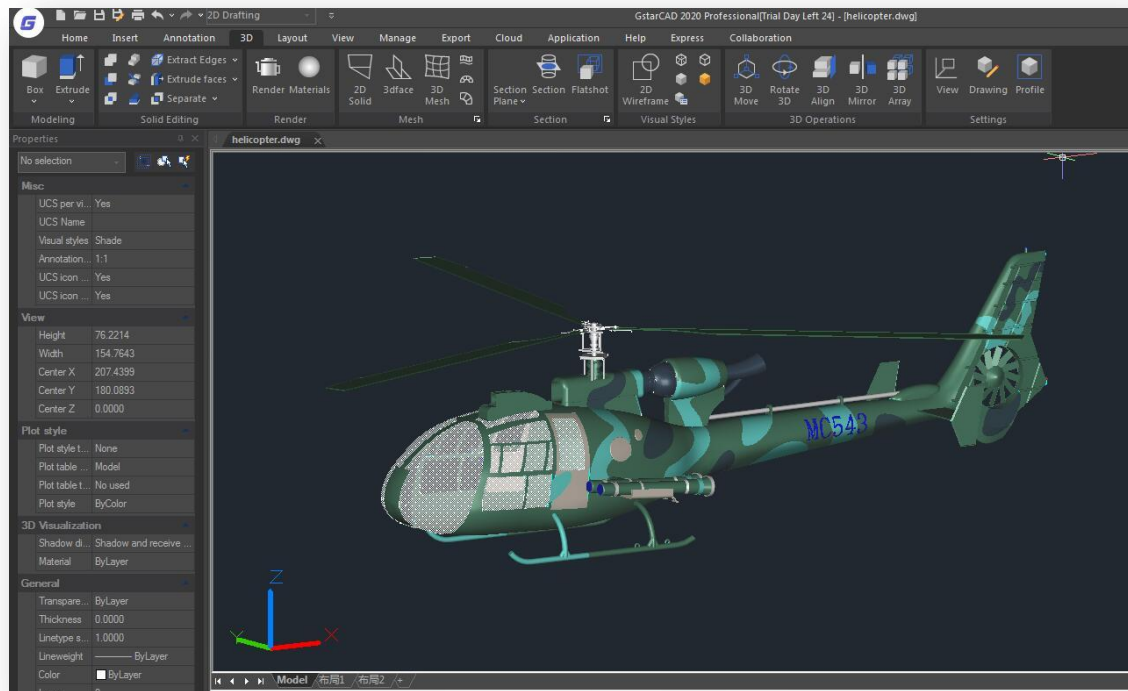 G
2D Drafting
GstarCAD 2020 Professional[Trial Day Left 24] - [helicopter.dwg]
Home Insert Annotation 3D Layout View Manage Export Cloud Application Help Express Collaboration
Extract Edges
Extrude faces
Separate
Box Extrude
Render Materials
2D Solid 3dface 3D Mesh
Section Plane Section Flatshot
2D Wireframe
3D Move Rotate 3D 3D Align 3D Mirror 3D Array
View Drawing Profile
Modeling Solid Editing Render Mesh Section Visual Styles 3D Operations Settings
Properties
helicopter.dwg
No selection
Misc
UCS per vi... Yes
UCS Name
Visual styles Shade
Annotation... 1:1
UCS icon ... Yes
UCS icon ... Yes
View
Height 76.2214
Width 154.7643
Center X 207.4399
Center Y 180.0893
Center Z 0.0000
Plot style
Plot style t... None
Plot table ... Model
Plot table t... No used
Plot style ByColor
3D Visualization
Shadow di... Shadow and receive ...
Material ByLayer
General
Transpare... ByLayer
Thickness 0.0000
Linetype s... 1.0000
Lineweight ByLayer
Color ByLayer
MC543
Z
Y X
Model 布局1 布局2 +